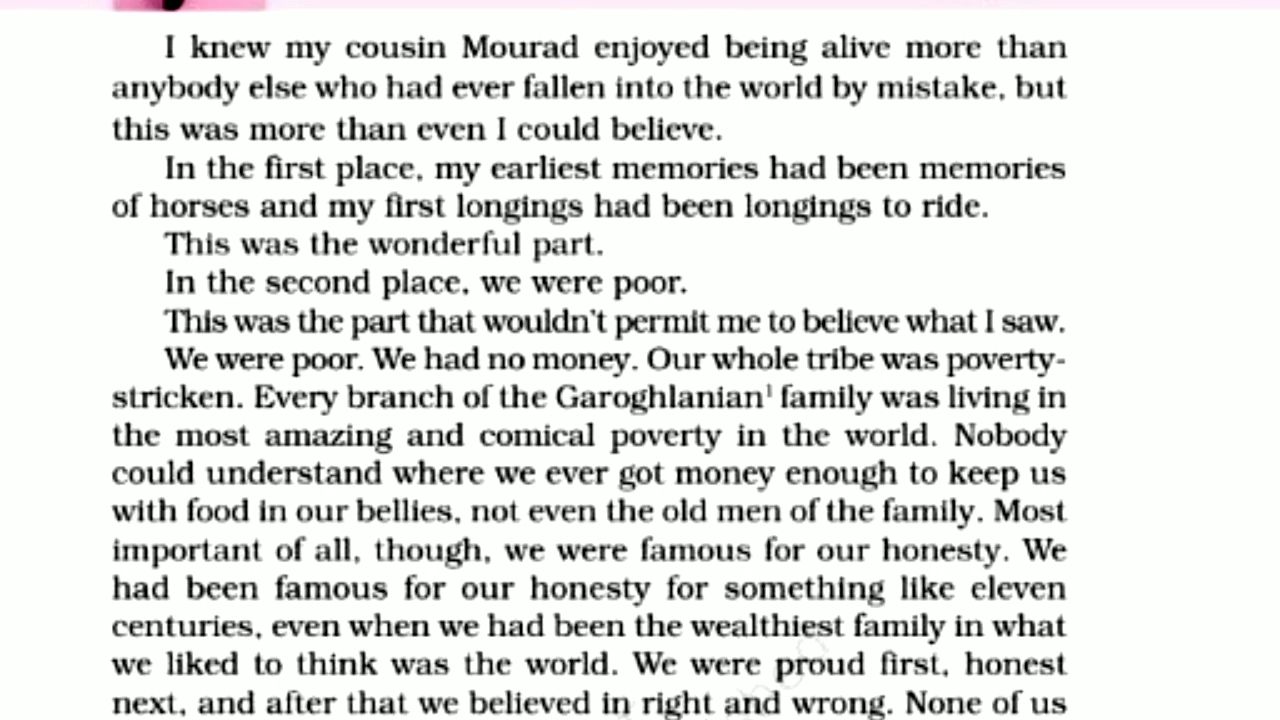 I knew my cousin Mourad enjoyed being alive more than
anybody else who had ever fallen into the world by mistake, but
this was more than even I could believe.
In the first place, my earliest memories had been memories
of horses and my first longings had been longings to ride.
This was the wonderful part.
In the second place, we were poor.
This was the part that wouldn't permit me to believe what I saw.
We were poor. We had no money. Our whole tribe was poverty-
stricken. Every branch of the Garoghlanian¹ family was living in
the most amazing and comical poverty in the world. Nobody
could understand where we ever got money enough to keep us
with food in our bellies, not even the old men of the family. Most
important of all, though, we were famous for our honesty. We
had been famous for our honesty for something like eleven
centuries, even when we had been the wealthiest family in what
we liked to think was the world. We were proud first, honest
next, and after that we believed in right and wrong. None of us